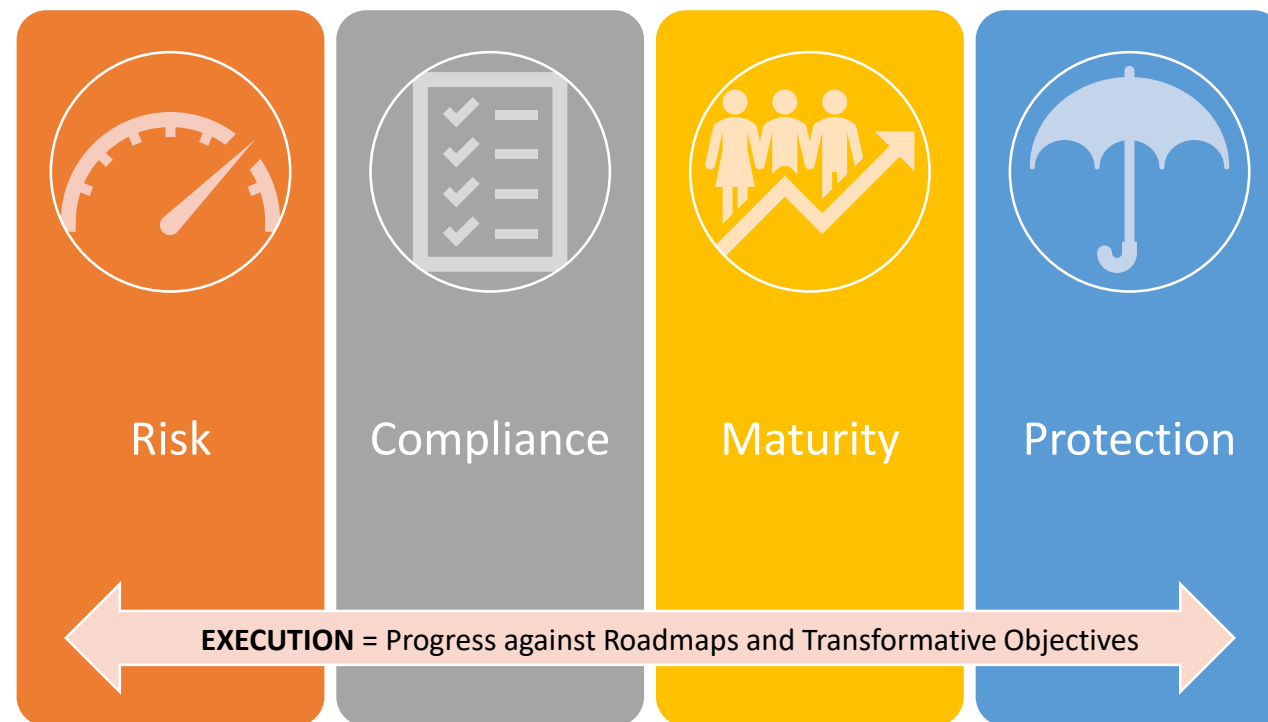 Risk
Compliance
Maturity
Protection
EXECUTION = Progress against Roadmaps and Transformative Objectives